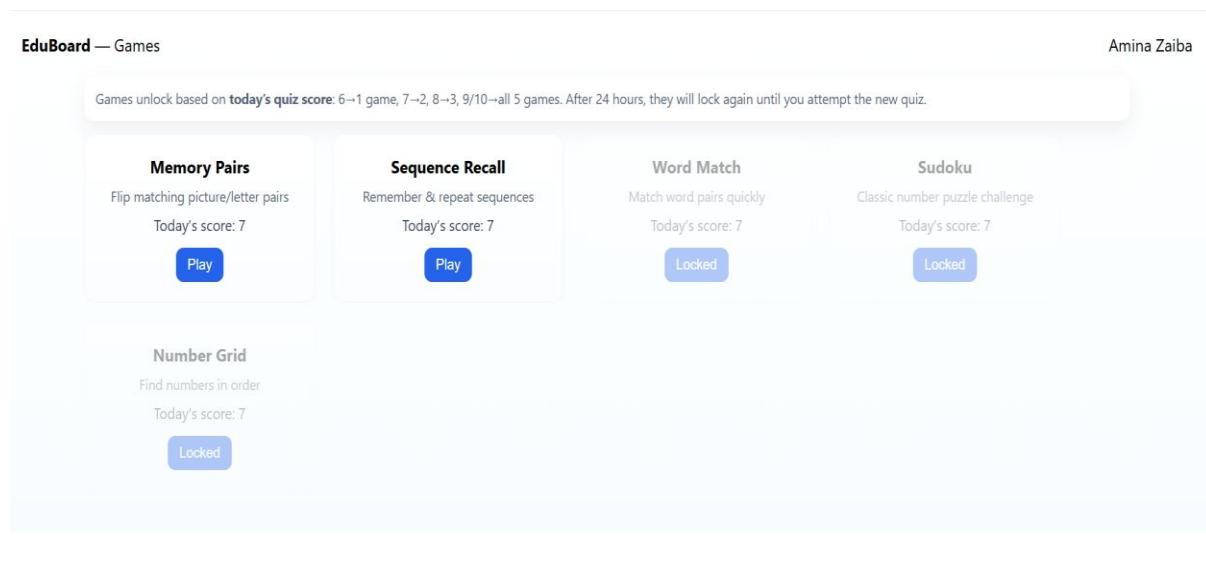 EduBoard — Games
Amina Zaiba
Games unlock based on today's quiz score: 6→1 game, 7→2, 8→3, 9/10→all 5 games. After 24 hours, they will lock again until you attempt the new quiz.
Memory Pairs
Flip matching picture/letter pairs
Today's score: 7
Play
Sequence Recall
Remember & repeat sequences
Today's score: 7
Play
Word Match
Match word pairs quickly
Today's score: 7
Locked
Sudoku
Classic number puzzle challenge
Today's score: 7
Locked
Number Grid
Find numbers in order
Today's score: 7
Locked